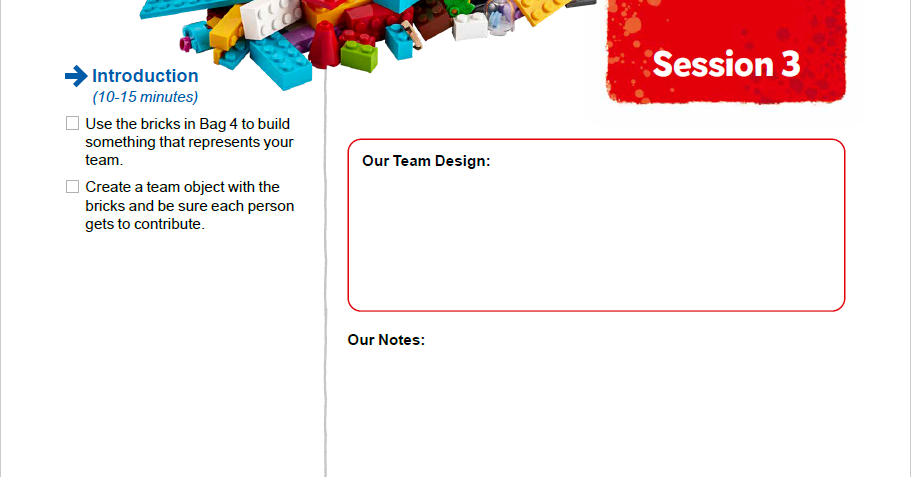 Session 3
Introduction
(10-15 minutes)
Use the bricks in Bag 4 to build
something that represents your
team.
Create a team object with the
bricks and be sure each person
gets to contribute.
Our Team Design:
Our Notes: